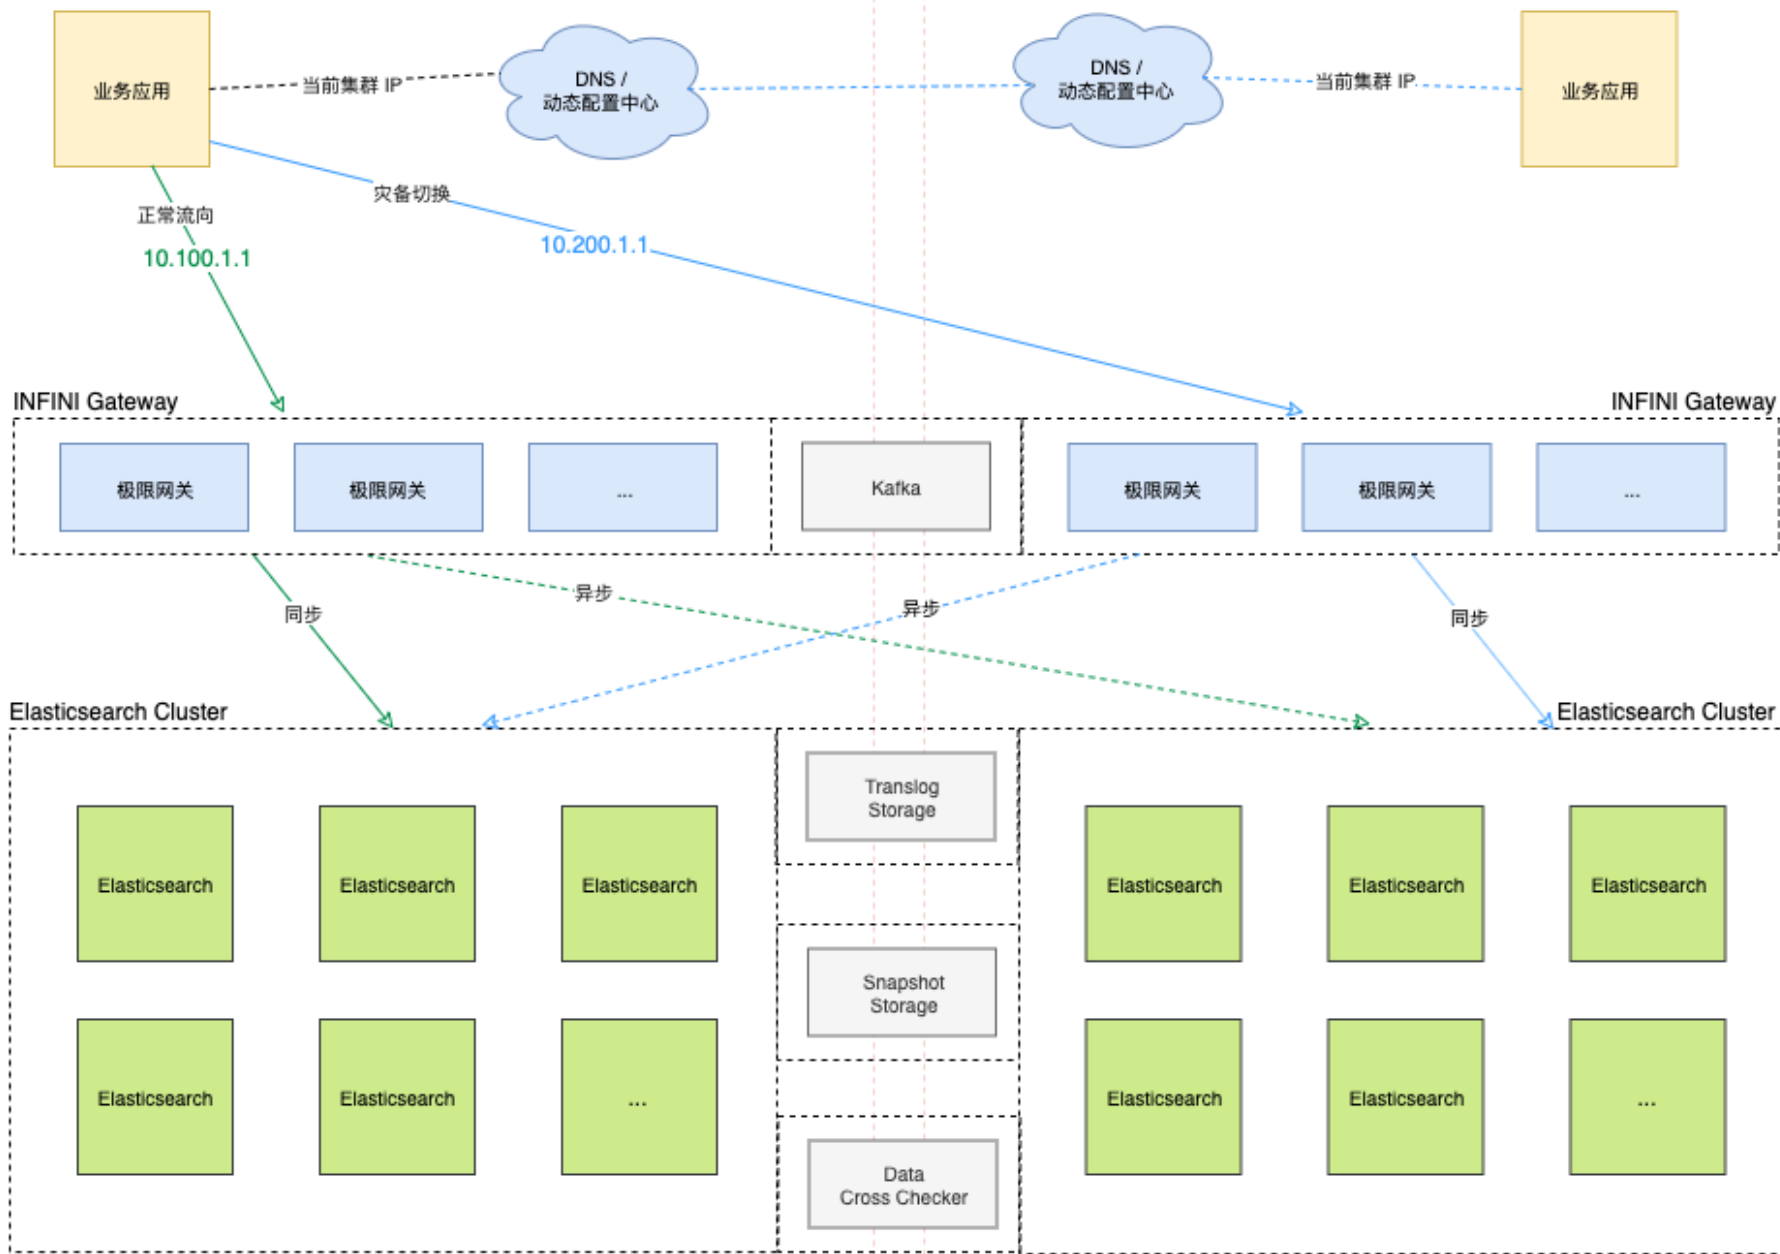 业务应用
当前集群 IP
DNS /
动态配置中心
DNS /
动态配置中心
当前集群 IP
业务应用
灾备切换
正常流向
10.100.1.1
10.200.1.1
INFINI Gateway
INFINI Gateway
极限网关
极限网关
...
Kafka
极限网关
极限网关
...
同步
异步
异步
同步
Elasticsearch Cluster
Elasticsearch Cluster
Translog
Storage
Elasticsearch
Elasticsearch
Elasticsearch
Elasticsearch
Elasticsearch
Elasticsearch
Snapshot
Storage
Elasticsearch
Elasticsearch
...
Elasticsearch
Elasticsearch
...
Data
Cross Checker